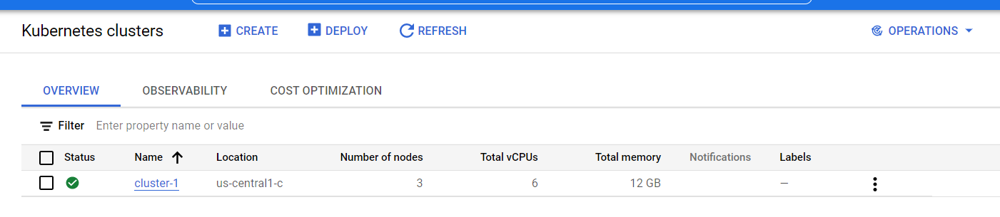 Kubernetes clusters CREATE DEPLOY REFRESH OPERATIONS
OVERVIEW OBSERVABILITY COST OPTIMIZATION
Filter Enter property name or value
Status Name Location Number of nodes Total vCPUs Total memory Notifications Labels
cluster-1 us-central1-c 3 6 12 GB —